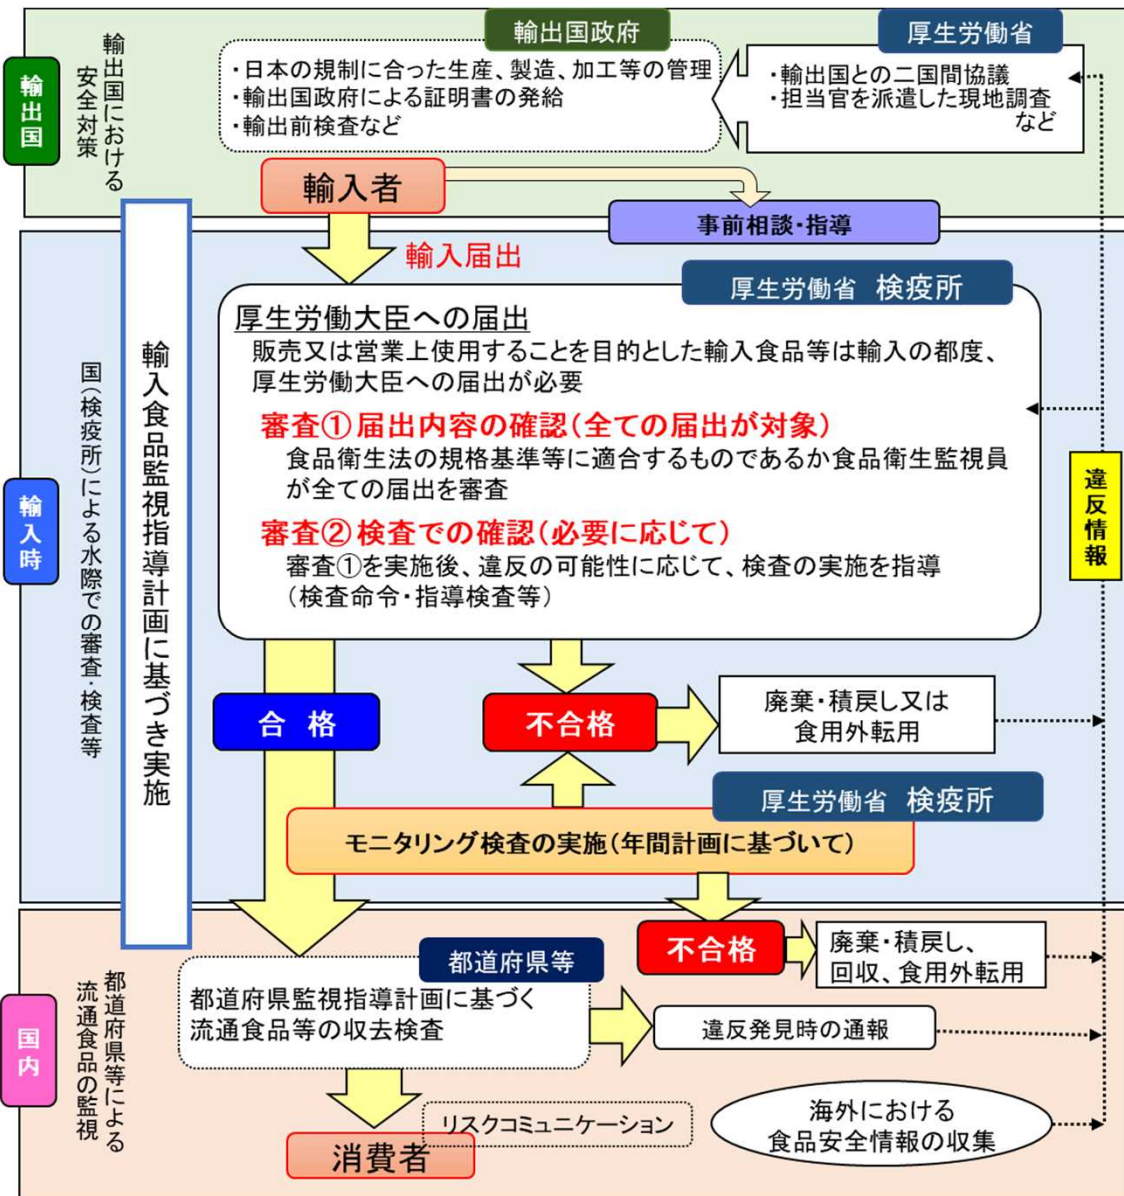 輸出国
輸出国における
安全対策
輸出国政府
・日本の規制に合った生産、製造、加工等の管理
・輸出国政府による証明書の発給
・輸出前検査など
厚生労働省
・輸出国との二国間協議
・担当官を派遣した現地調査
など
輸入者
事前相談・指導
輸入届出
輸入食品監視指導計画に基づき実施
輸入時
国(検疫所)による水際での審査・検査等
厚生労働省 検疫所
厚生労働大臣への届出
販売又は営業上使用することを目的とした輸入食品等は輸入の都度、
厚生労働大臣への届出が必要
審査①届出内容の確認(全ての届出が対象)
食品衛生法の規格基準等に適合するものであるか食品衛生監視員
が全ての届出を審査
審査②検査での確認(必要に応じて)
審査①を実施後、違反の可能性に応じて、検査の実施を指導
(検査命令・指導検査等)
違反情報
合 格
不合格
廃棄・積戻し又は
食用外転用
厚生労働省 検疫所
モニタリング検査の実施(年間計画に基づいて)
不合格
廃棄・積戻し、
回収、食用外転用
国内
都道府県等による
流通食品の監視
都道府県等
都道府県監視指導計画に基づく
流通食品等の収去検査
違反発見時の通報
リスクコミュニケーション
消費者
海外における
食品安全情報の収集